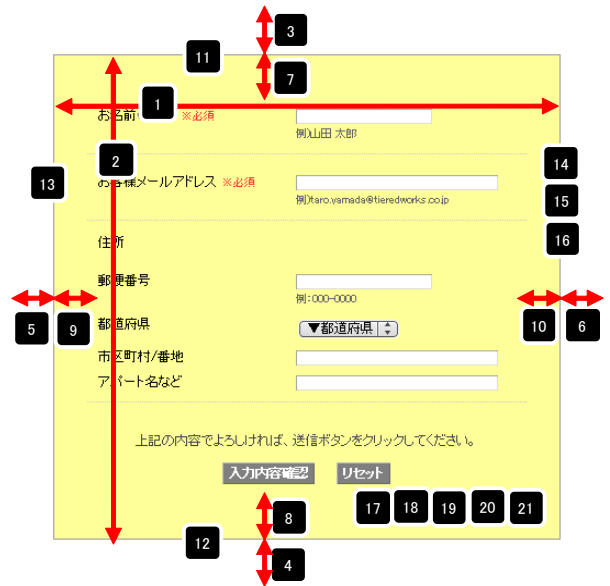 3
11
7
1
お名前 ※必須
例)山田 太郎
2
13
14
お客様メールアドレス ※必須
15
例)taro.yamada@tieredworks.co.jp
16
住所
郵便番号
例:000-0000
5
9
都道府県
▼都道府県
10
6
市区町村/番地
アパート名など
上記の内容でよろしければ、送信ボタンをクリックしてください。
入力内容確認 リセット
8
17 18 19 20 21
12
4